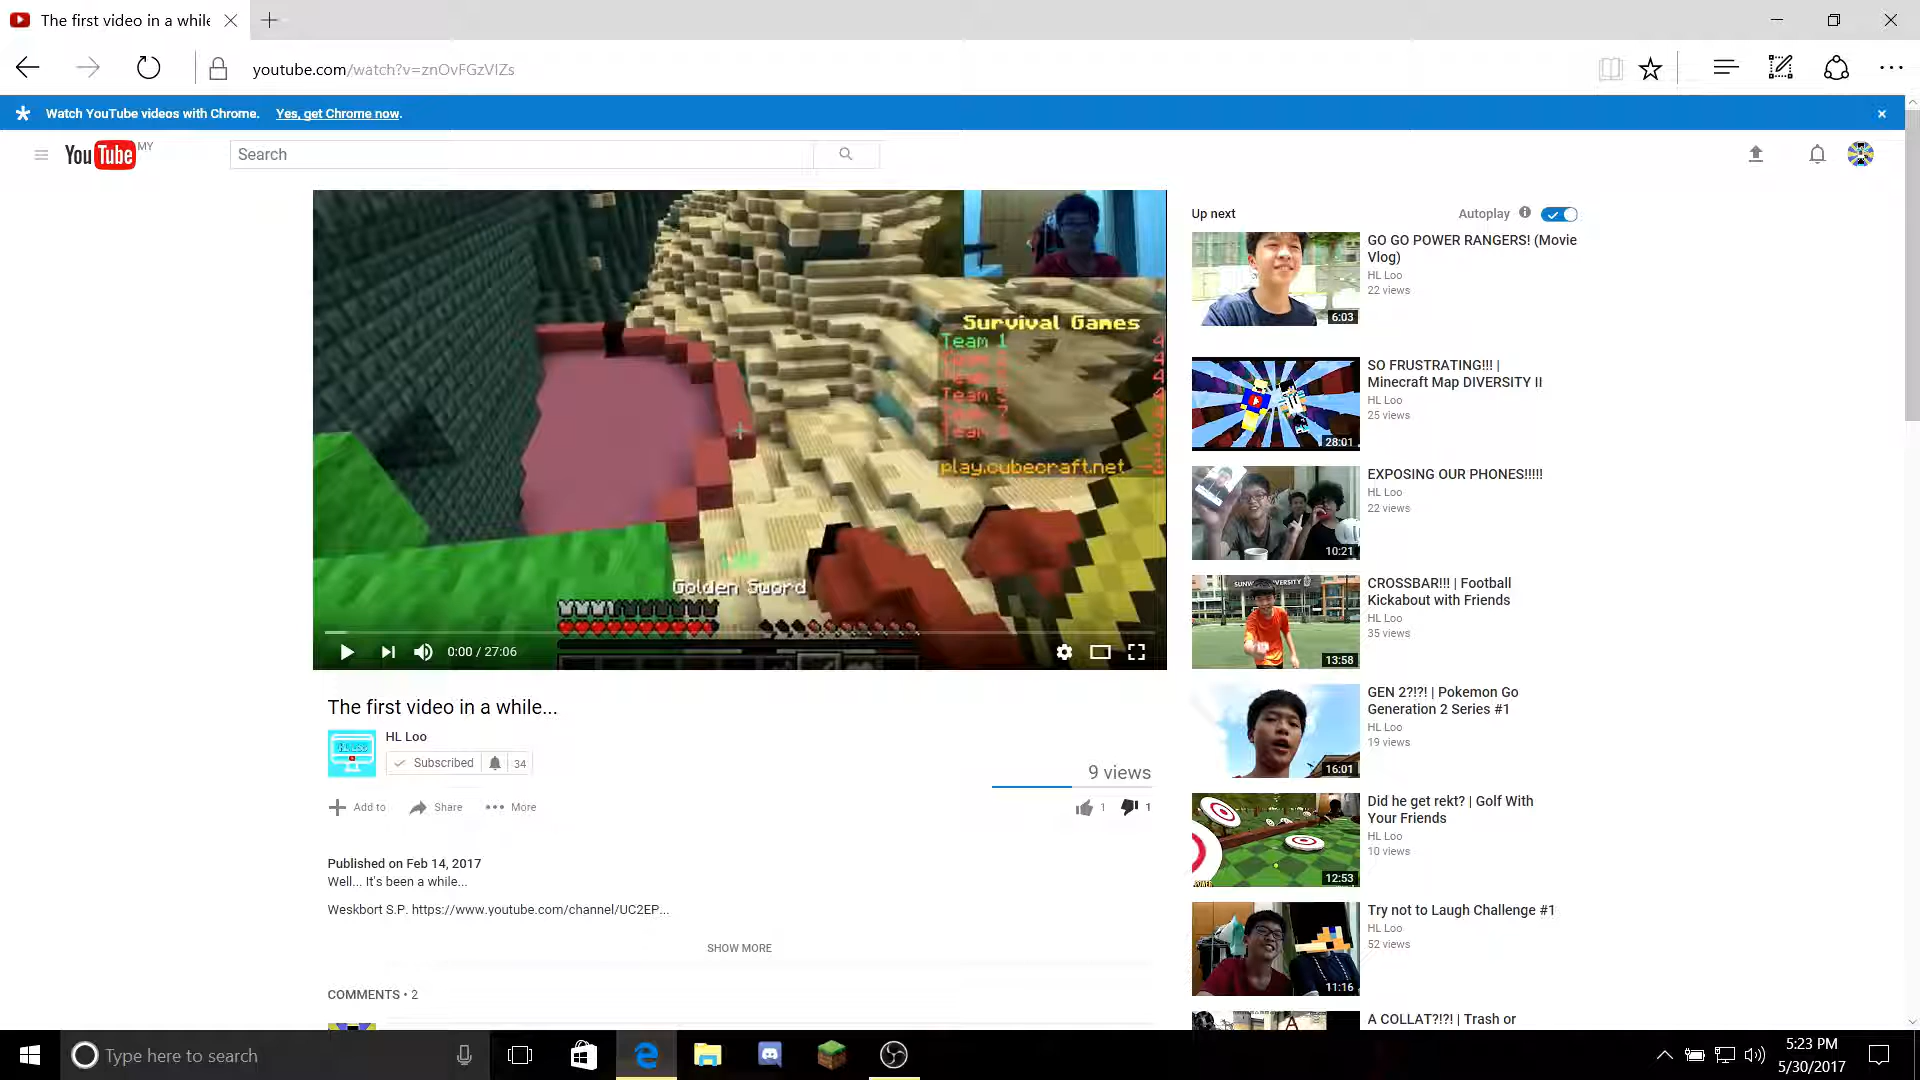 The first video in a while
youtube.com/watch?v=znOvFGzVIZs
Watch YouTube videos with Chrome. Yes, get Chrome now.
YouTube MY
Search
Survival Games
Team 1
play.cubecraft.net
Golden Sword
0:00 / 27:06
The first video in a while...
HL Loo
Subscribed 34
9 views
Add to Share More
1 1
Published on Feb 14, 2017
Well... It's been a while...
Weskbort S.P. https://www.youtube.com/channel/UC2EP...
SHOW MORE
COMMENTS • 2
Up next Autoplay
GO GO POWER RANGERS! (Movie
Vlog)
HL Loo
22 views
6:03
SO FRUSTRATING!!! |
Minecraft Map DIVERSITY II
HL Loo
25 views
28:01
EXPOSING OUR PHONES!!!!!
HL Loo
22 views
10:21
CROSSBAR!!! | Football
Kickabout with Friends
HL Loo
35 views
13:58
GEN 2?!?! | Pokemon Go
Generation 2 Series #1
HL Loo
19 views
16:01
Did he get rekt? | Golf With
Your Friends
HL Loo
10 views
12:53
Try not to Laugh Challenge #1
HL Loo
52 views
11:16
A COLLAT?!?! | Trash or
Type here to search
5:23 PM
5/30/2017